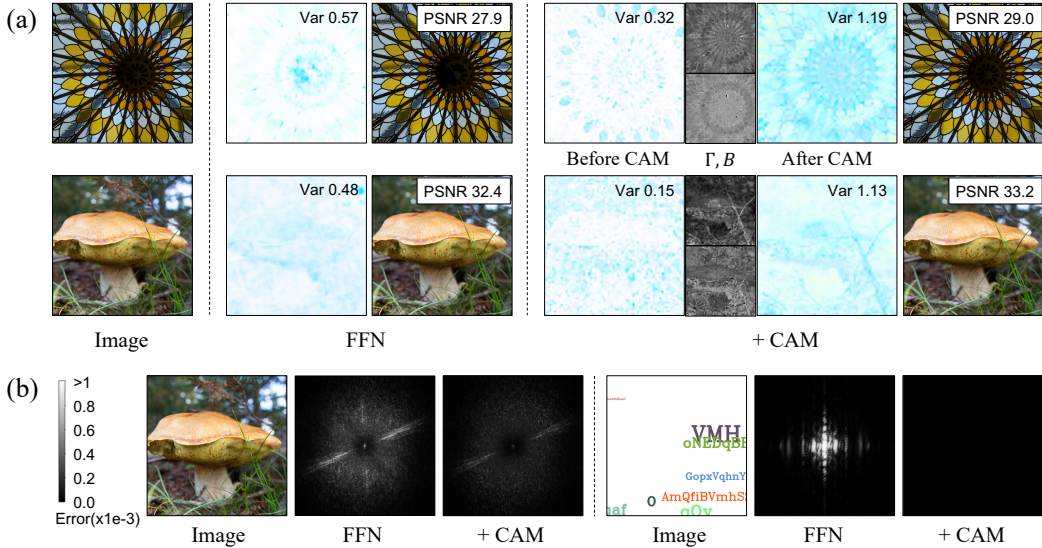 (a)
Var 0.57
PSNR 27.9
Var 0.32
Var 1.19
PSNR 29.0
Before CAM
Γ, B
After CAM
Var 0.48
PSNR 32.4
Var 0.15
Var 1.13
PSNR 33.2
Image
FFN
+ CAM
(b)
>1
0.8
0.6
0.4
0.2
0.0
Error(x1e-3)
VMH
oNEDqBF
GopxVqhnY
AmQfiBVmhS
o
naf
qOv
Image
FFN
+ CAM
Image
FFN
+ CAM